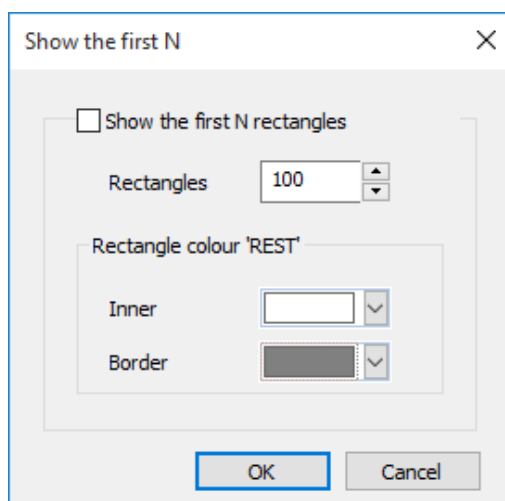 Show the first N
Show the first N rectangles
Rectangles 100
Rectangle colour 'REST'
Inner
Border
OK Cancel